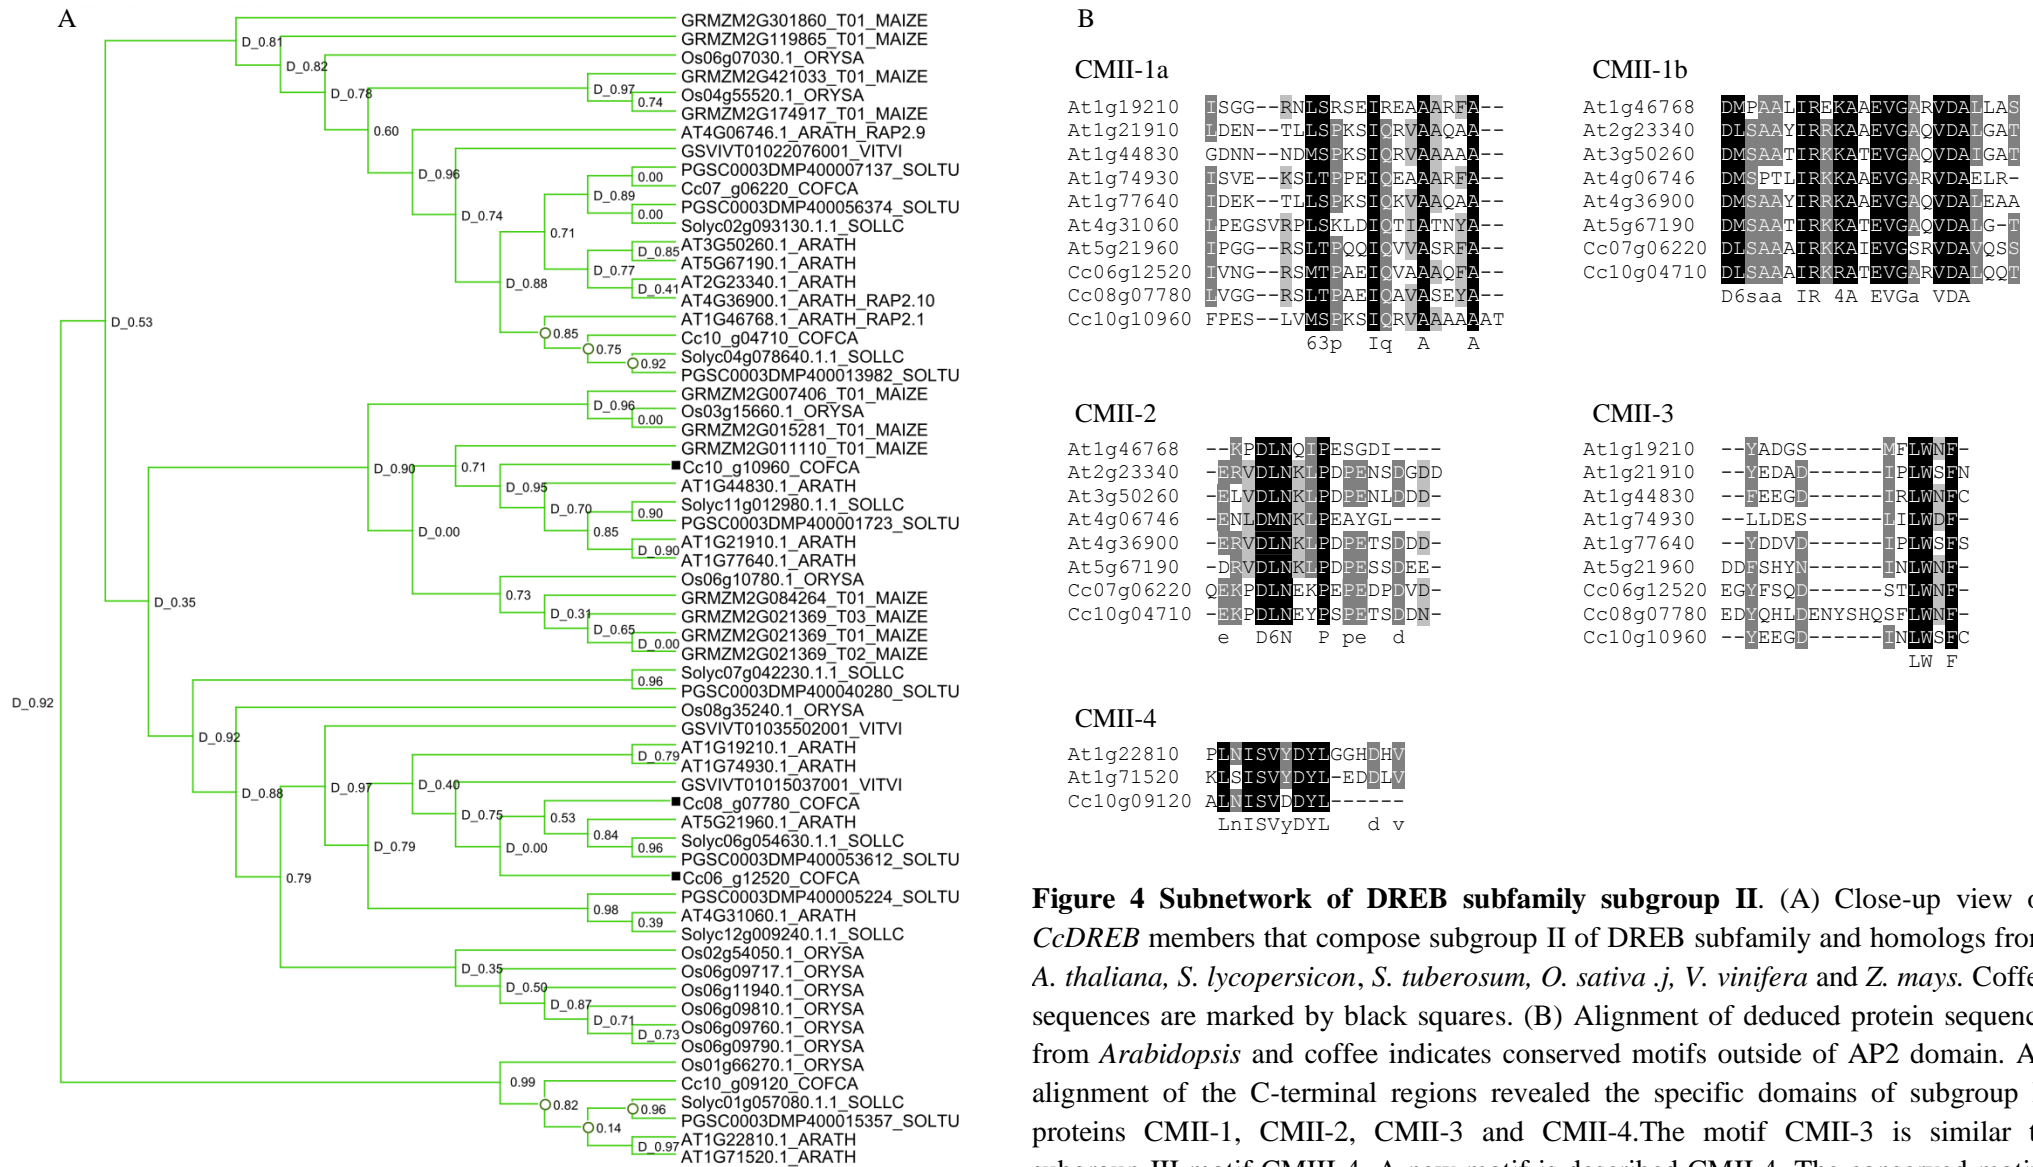 A
GRMZM2G301860_T01_MAIZE
D_0.81
GRMZM2G119865_T01_MAIZE
D_0.82
Os06g07030.1_ORYSA
GRMZM2G421033_T01_MAIZE
D_0.78
D_0.97
Os04g55520.1_ORYSA
0.74
GRMZM2G174917_T01_MAIZE
0.60
AT4G06746.1_ARATH_RAP2.9
GSVIVT01022076001_VITVI
D_0.96
PGSC0003DMP400007137_SOLTU
0.00
Cc07_g06220_COFCA
D_0.89
PGSC0003DMP400056374_SOLTU
D_0.74
0.00
Solyc02g093130.1.1_SOLLC
0.71
AT3G50260.1_ARATH
D_0.85
AT5G67190.1_ARATH
D_0.77
D_0.88
AT2G23340.1_ARATH
D_0.41
AT4G36900.1_ARATH_RAP2.10
D_0.53
AT1G46768.1_ARATH_RAP2.1
0.85
Cc10_g04710_COFCA
0.75
Solyc04g078640.1.1_SOLLC
0.92
PGSC0003DMP400013982_SOLTU
GRMZM2G007406_T01_MAIZE
D_0.96
Os03g15660.1_ORYSA
0.00
GRMZM2G015281_T01_MAIZE
GRMZM2G011110_T01_MAIZE
D_0.90
0.71
Cc10_g10960_COFCA
D_0.95
AT1G44830.1_ARATH
D_0.70
Solyc11g012980.1.1_SOLLC
0.90
PGSC0003DMP400001723_SOLTU
D_0.00
0.85
AT1G21910.1_ARATH
D_0.90
AT1G77640.1_ARATH
Os06g10780.1_ORYSA
0.73
GRMZM2G084264_T01_MAIZE
D_0.35
D_0.31
GRMZM2G021369_T03_MAIZE
D_0.65
GRMZM2G021369_T01_MAIZE
D_0.00
GRMZM2G021369_T02_MAIZE
Solyc07g042230.1.1_SOLLC
0.96
PGSC0003DMP400040280_SOLTU
D_0.92
Os08g35240.1_ORYSA
GSVIVT01035502001_VITVI
D_0.92
AT1G19210.1_ARATH
D_0.79
AT1G74930.1_ARATH
GSVIVT01015037001_VITVI
D_0.88
D_0.97
D_0.40
Cc08_g07780_COFCA
D_0.75
0.53
AT5G21960.1_ARATH
0.84
Solyc06g054630.1.1_SOLLC
D_0.79
D_0.00
0.96
PGSC0003DMP400053612_SOLTU
0.79
Cc06_g12520_COFCA
PGSC0003DMP400005224_SOLTU
0.98
AT4G31060.1_ARATH
0.39
Solyc12g009240.1.1_SOLLC
Os02g54050.1_ORYSA
D_0.35
Os06g09717.1_ORYSA
D_0.50
Os06g11940.1_ORYSA
D_0.87
Os06g09810.1_ORYSA
D_0.71
Os06g09760.1_ORYSA
D_0.73
Os06g09790.1_ORYSA
Os01g66270.1_ORYSA
0.99
Cc10_g09120_COFCA
0.82
Solyc01g057080.1.1_SOLLC
0.96
PGSC0003DMP400015357_SOLTU
0.14
AT1G22810.1_ARATH
D_0.97
AT1G71520.1_ARATH
B
CMII-1a
At1g19210 ISGG--RNLSRSEIREAAARFA--
At1g21910 LDEN--TLLSPKSIQRVAAQAA--
At1g44830 GDNN--NDMSPKSIQRVAAAAA--
At1g74930 ISVE--KSLTPPEIQEAAARFA--
At1g77640 IDEK--TLLSPKSIQKVAAQAA--
At4g31060 LPEGSVRPLSKLDIQTIATNYA--
At5g21960 IPGG--RSLTPQQIQVVASRFA--
Cc06g12520 IVNG--RSMTPAEIQVAAAQFA--
Cc08g07780 LVGG--RSLTPAEIQAVASEYA--
Cc10g10960 FPES--LVMSPKSIQRVAAAAAAT
63p Iq A A
CMII-1b
At1g46768 DMPAALIREKAAEVGARVDALLAS
At2g23340 DLSAAYIRRKAAEVGAQVDALGAT
At3g50260 DMSAATIRKKATEVGAQVDAIGAT
At4g06746 DMSPTLIRKKAAEVGARVDAELR-
At4g36900 DMSAAYIRRKAAEVGAQVDALEAA
At5g67190 DMSAATIRKKATEVGAQVDALG-T
Cc07g06220 DLSAAAIRKKAIEVGSRVDAVQSS
Cc10g04710 DLSAAAIRKRATEVGARVDALQQT
D6saa IR 4A EVGa VDA
CMII-2
At1g46768 --KPDLNQIPESGDI----
At2g23340 -ERVDLNKLPDPENSDGDD
At3g50260 -ELVDLNKLPDPENLDDD-
At4g06746 -ENLDMNKLPEAYGL----
At4g36900 -ERVDLNKLPDPETSDDD-
At5g67190 -DRVDLNKLPDPESSDEE-
Cc07g06220 QEKPDLNEKPEPEDPDVD-
Cc10g04710 -EKPDLNEYPSPETSDDN-
e D6N P pe d
CMII-3
At1g19210 --YADGS------MFLWNF-
At1g21910 --YEDAD------IPLWSFN
At1g44830 --FEEGD------IRLWNFC
At1g74930 --LLDES------LILWDF-
At1g77640 --YDDVD------IPLWSFS
At5g21960 DDFSHYN------INLWNF-
Cc06g12520 EGYFSQD------STLWNF-
Cc08g07780 EDYQHLDENYSHQSFLWNF-
Cc10g10960 --YEEGD------INLWSFC
LW F
CMII-4
At1g22810 PLNISVYDYLGGHDHV
At1g71520 KLSISVYDYL-EDDLV
Cc10g09120 ALNISVDDYL------
LnISVyDYL d v
Figure 4 Subnetwork of DREB subfamily subgroup II. (A) Close-up view o
CcDREB members that compose subgroup II of DREB subfamily and homologs from
A. thaliana, S. lycopersicon, S. tuberosum, O. sativa .j, V. vinifera and Z. mays. Coffe
sequences are marked by black squares. (B) Alignment of deduced protein sequenc
from Arabidopsis and coffee indicates conserved motifs outside of AP2 domain. A
alignment of the C-terminal regions revealed the specific domains of subgroup
proteins CMII-1, CMII-2, CMII-3 and CMII-4.The motif CMII-3 is similar t
subgroup III motif CMIII-4. A new motif is described CMII-4. The conserved moti